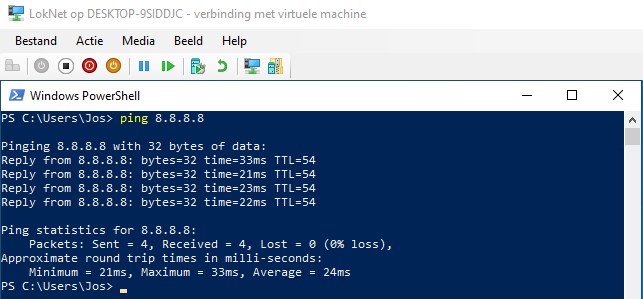 LokNet op DESKTOP-9SIDDJC - verbinding met virtuele machine
Bestand Actie Media Beeld Help
Windows PowerShell
PS C:\Users\Jos> ping 8.8.8.8
Pinging 8.8.8.8 with 32 bytes of data:
Reply from 8.8.8.8: bytes=32 time=33ms TTL=54
Reply from 8.8.8.8: bytes=32 time=21ms TTL=54
Reply from 8.8.8.8: bytes=32 time=23ms TTL=54
Reply from 8.8.8.8: bytes=32 time=22ms TTL=54
Ping statistics for 8.8.8.8:
Packets: Sent = 4, Received = 4, Lost = 0 (0% loss),
Approximate round trip times in milli-seconds:
Minimum = 21ms, Maximum = 33ms, Average = 24ms
PS C:\Users\Jos>